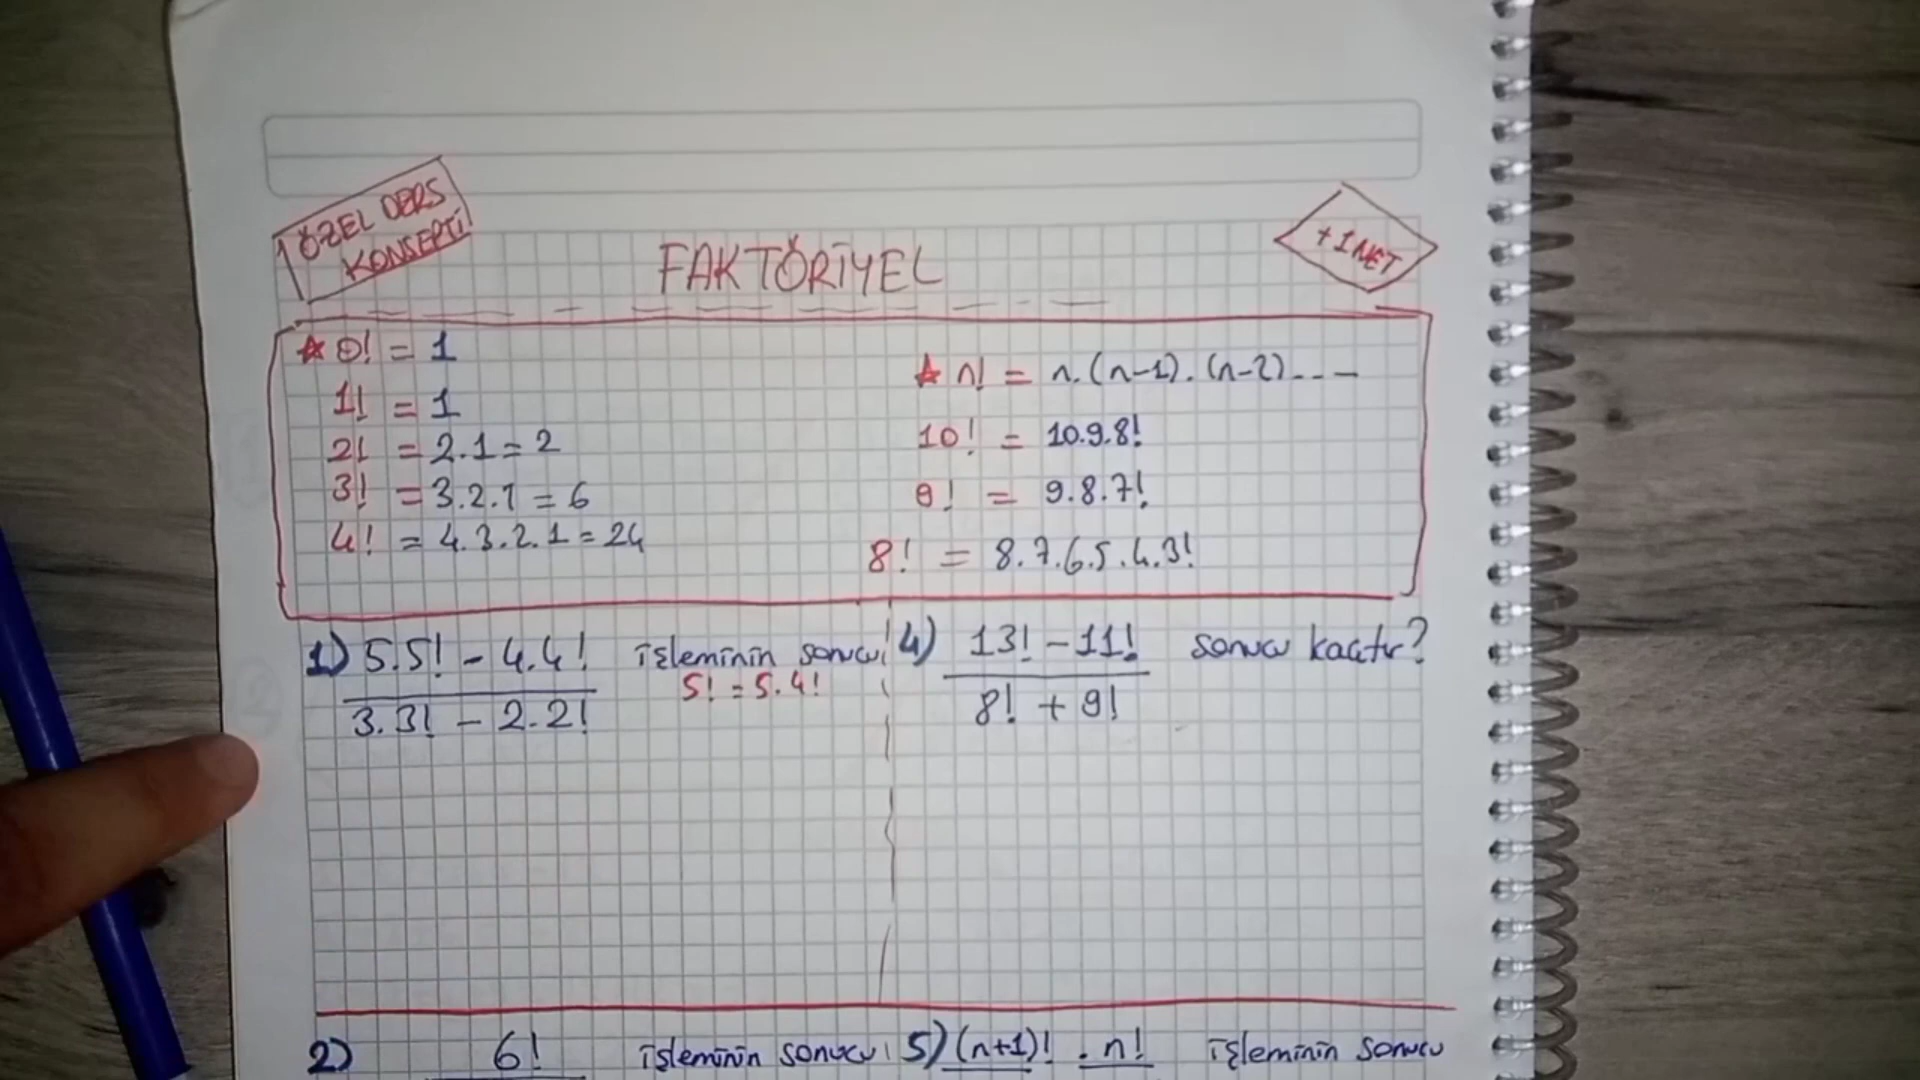 ÖZEL DERS
KONSEPTİ
FAKTÖRİYEL
+1 NET
★ 0! = 1
1! = 1
2! = 2.1 = 2
3! = 3.2.1 = 6
4! = 4.3.2.1 = 24
★ n! = n.(n-1).(n-2)...-
10! = 10.9.8!
9! = 9.8.7!
8! = 8.7.6.5.4.3!
1) 5.5! - 4.4! işleminin sonucu
3.3! - 2.2!
5! = 5.4!
4) 13! - 11! sonucu kaçtır?
8! + 9!
2) 6! işleminin sonucu
5) (n+1)! . n! işleminin sonucu